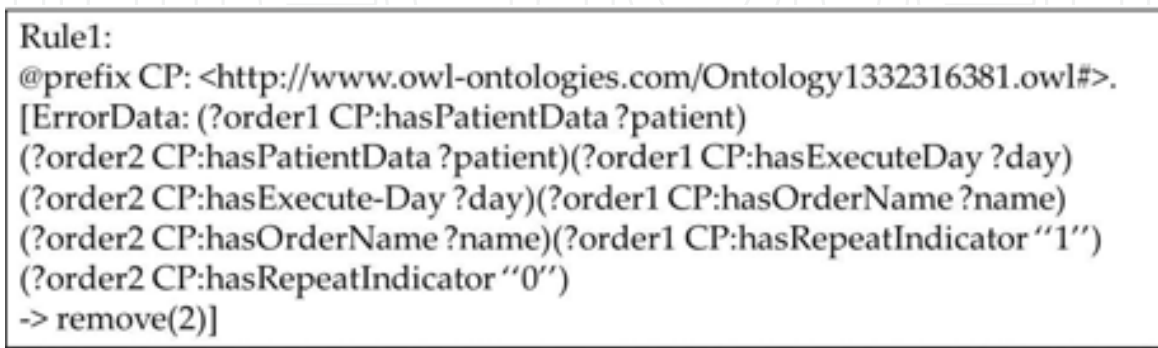 Rule1:
@prefix CP: <http://www.owl-ontologies.com/Ontology1332316381.owl#>.
[ErrorData: (?order1 CP:hasPatientData ?patient)
(?order2 CP:hasPatientData ?patient)(?order1 CP:hasExecuteDay ?day)
(?order2 CP:hasExecute-Day ?day)(?order1 CP:hasOrderName ?name)
(?order2 CP:hasOrderName ?name)(?order1 CP:hasRepeatIndicator ‘‘1’’)
(?order2 CP:hasRepeatIndicator ‘‘0’’)
-> remove(2)]